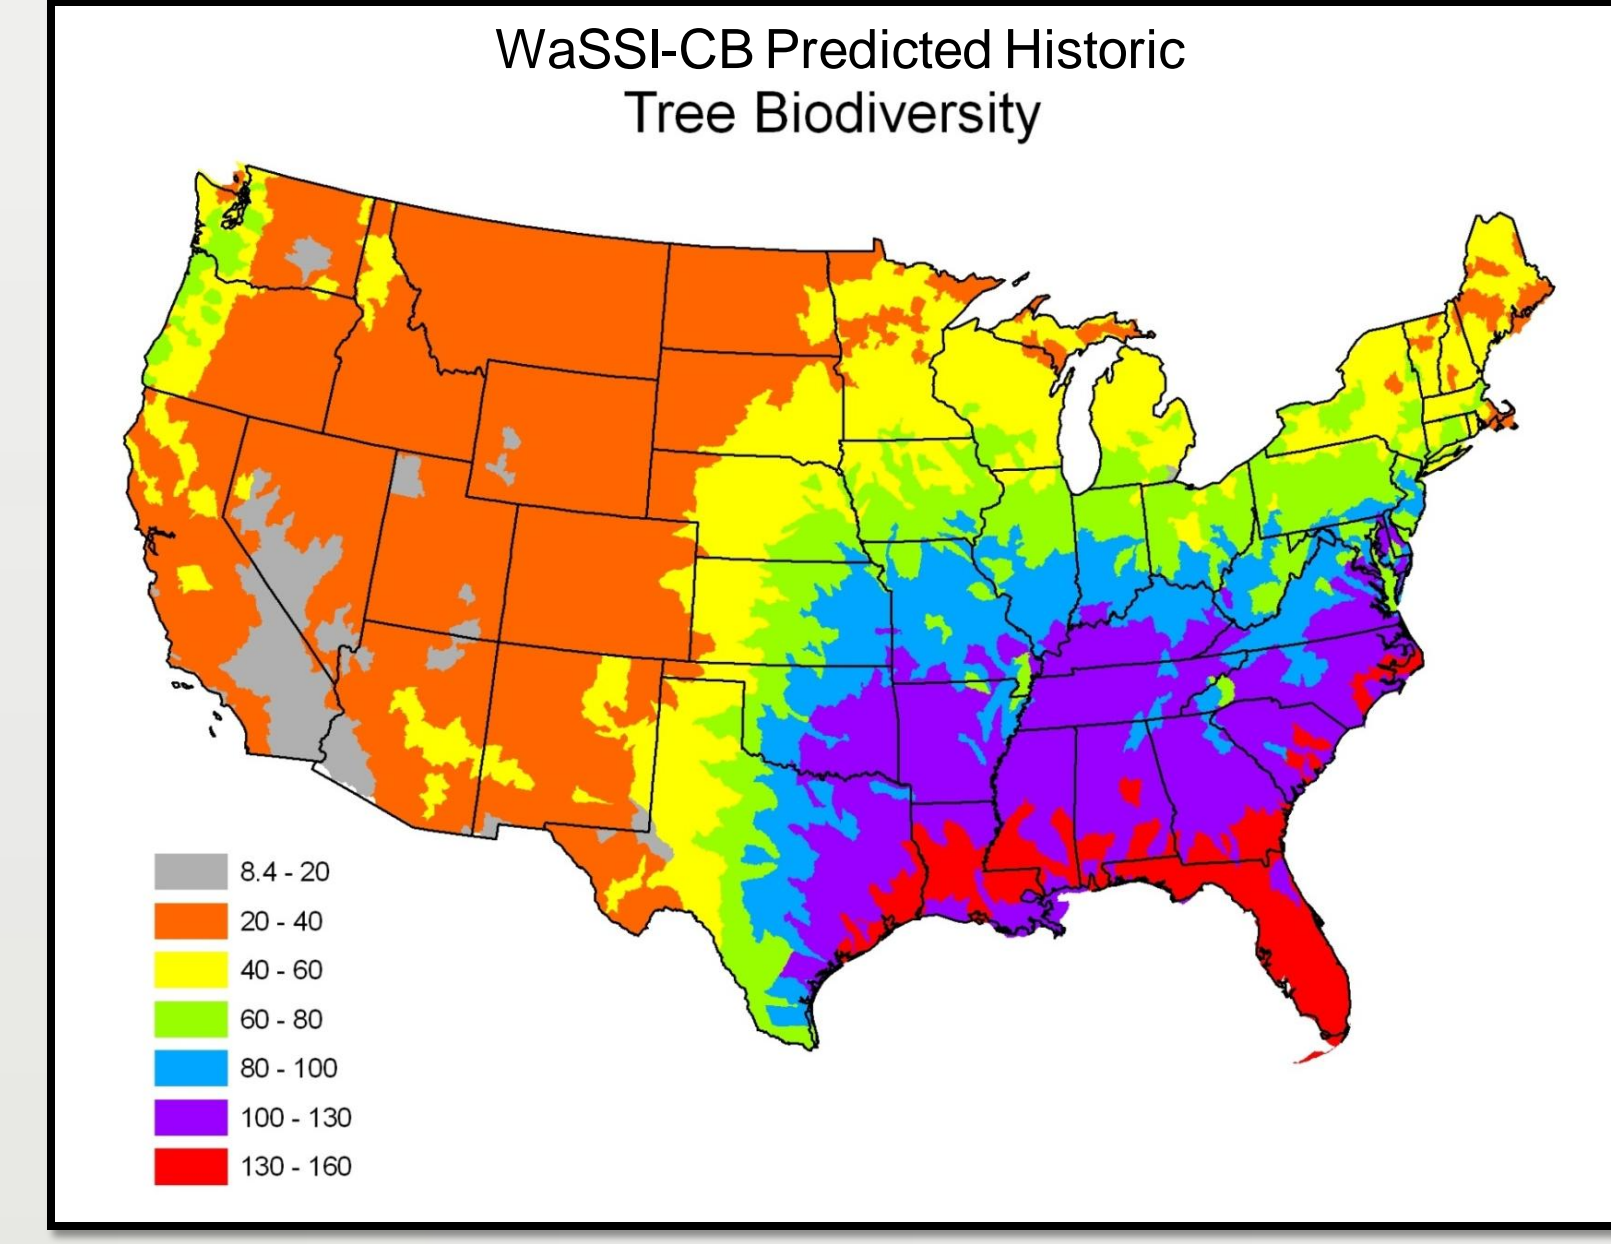 WaSSI-CB Predicted Historic
Tree Biodiversity
8.4 - 20
20 - 40
40 - 60
60 - 80
80 - 100
100 - 130
130 - 160